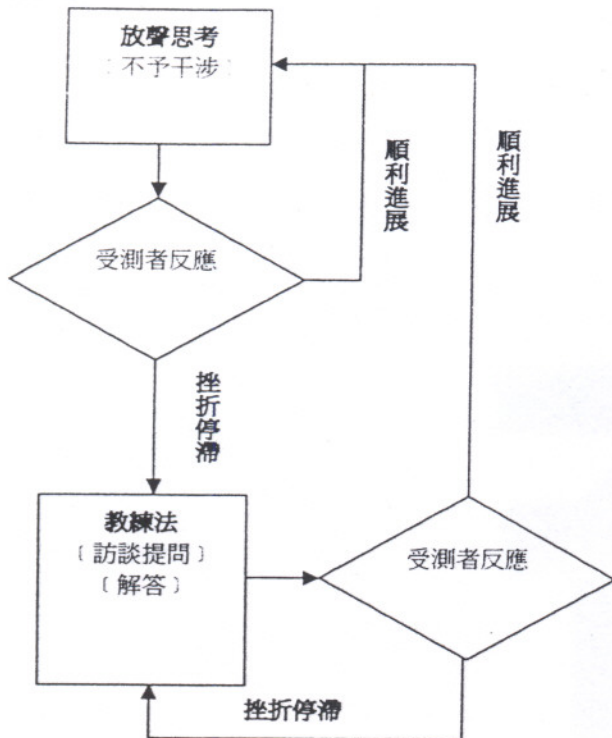 放聲思考
﹝不予干涉﹞
順利進展
順利進展
受測者反應
挫折停滯
教練法
﹝訪談提問﹞
﹝解答﹞
受測者反應
挫折停滯